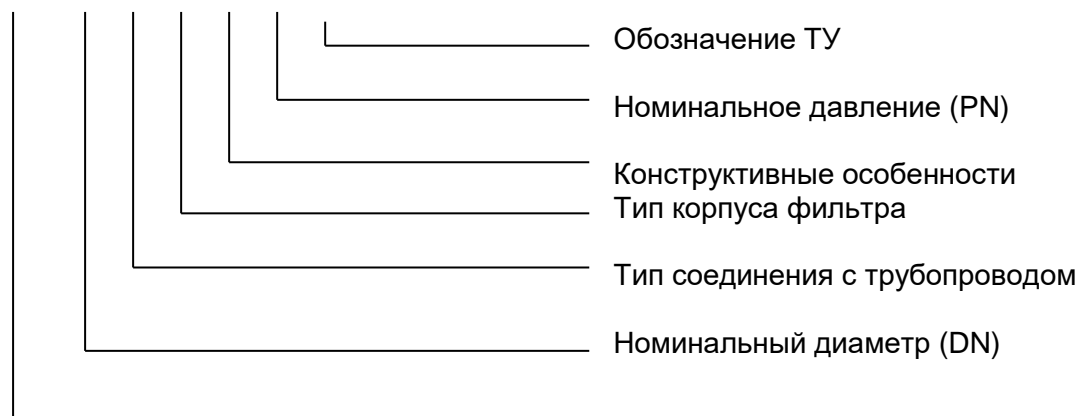 Обозначение ТУ
Номинальное давление (PN)
Конструктивные особенности
Тип корпуса фильтра
Тип соединения с трубопроводом
Номинальный диаметр (DN)